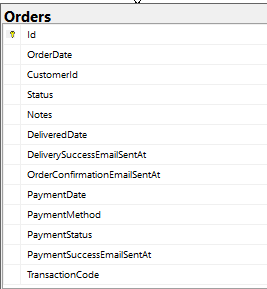 Orders
Id
OrderDate
CustomerId
Status
Notes
DeliveredDate
DeliverySuccessEmailSentAt
OrderConfirmationEmailSentAt
PaymentDate
PaymentMethod
PaymentStatus
PaymentSuccessEmailSentAt
TransactionCode